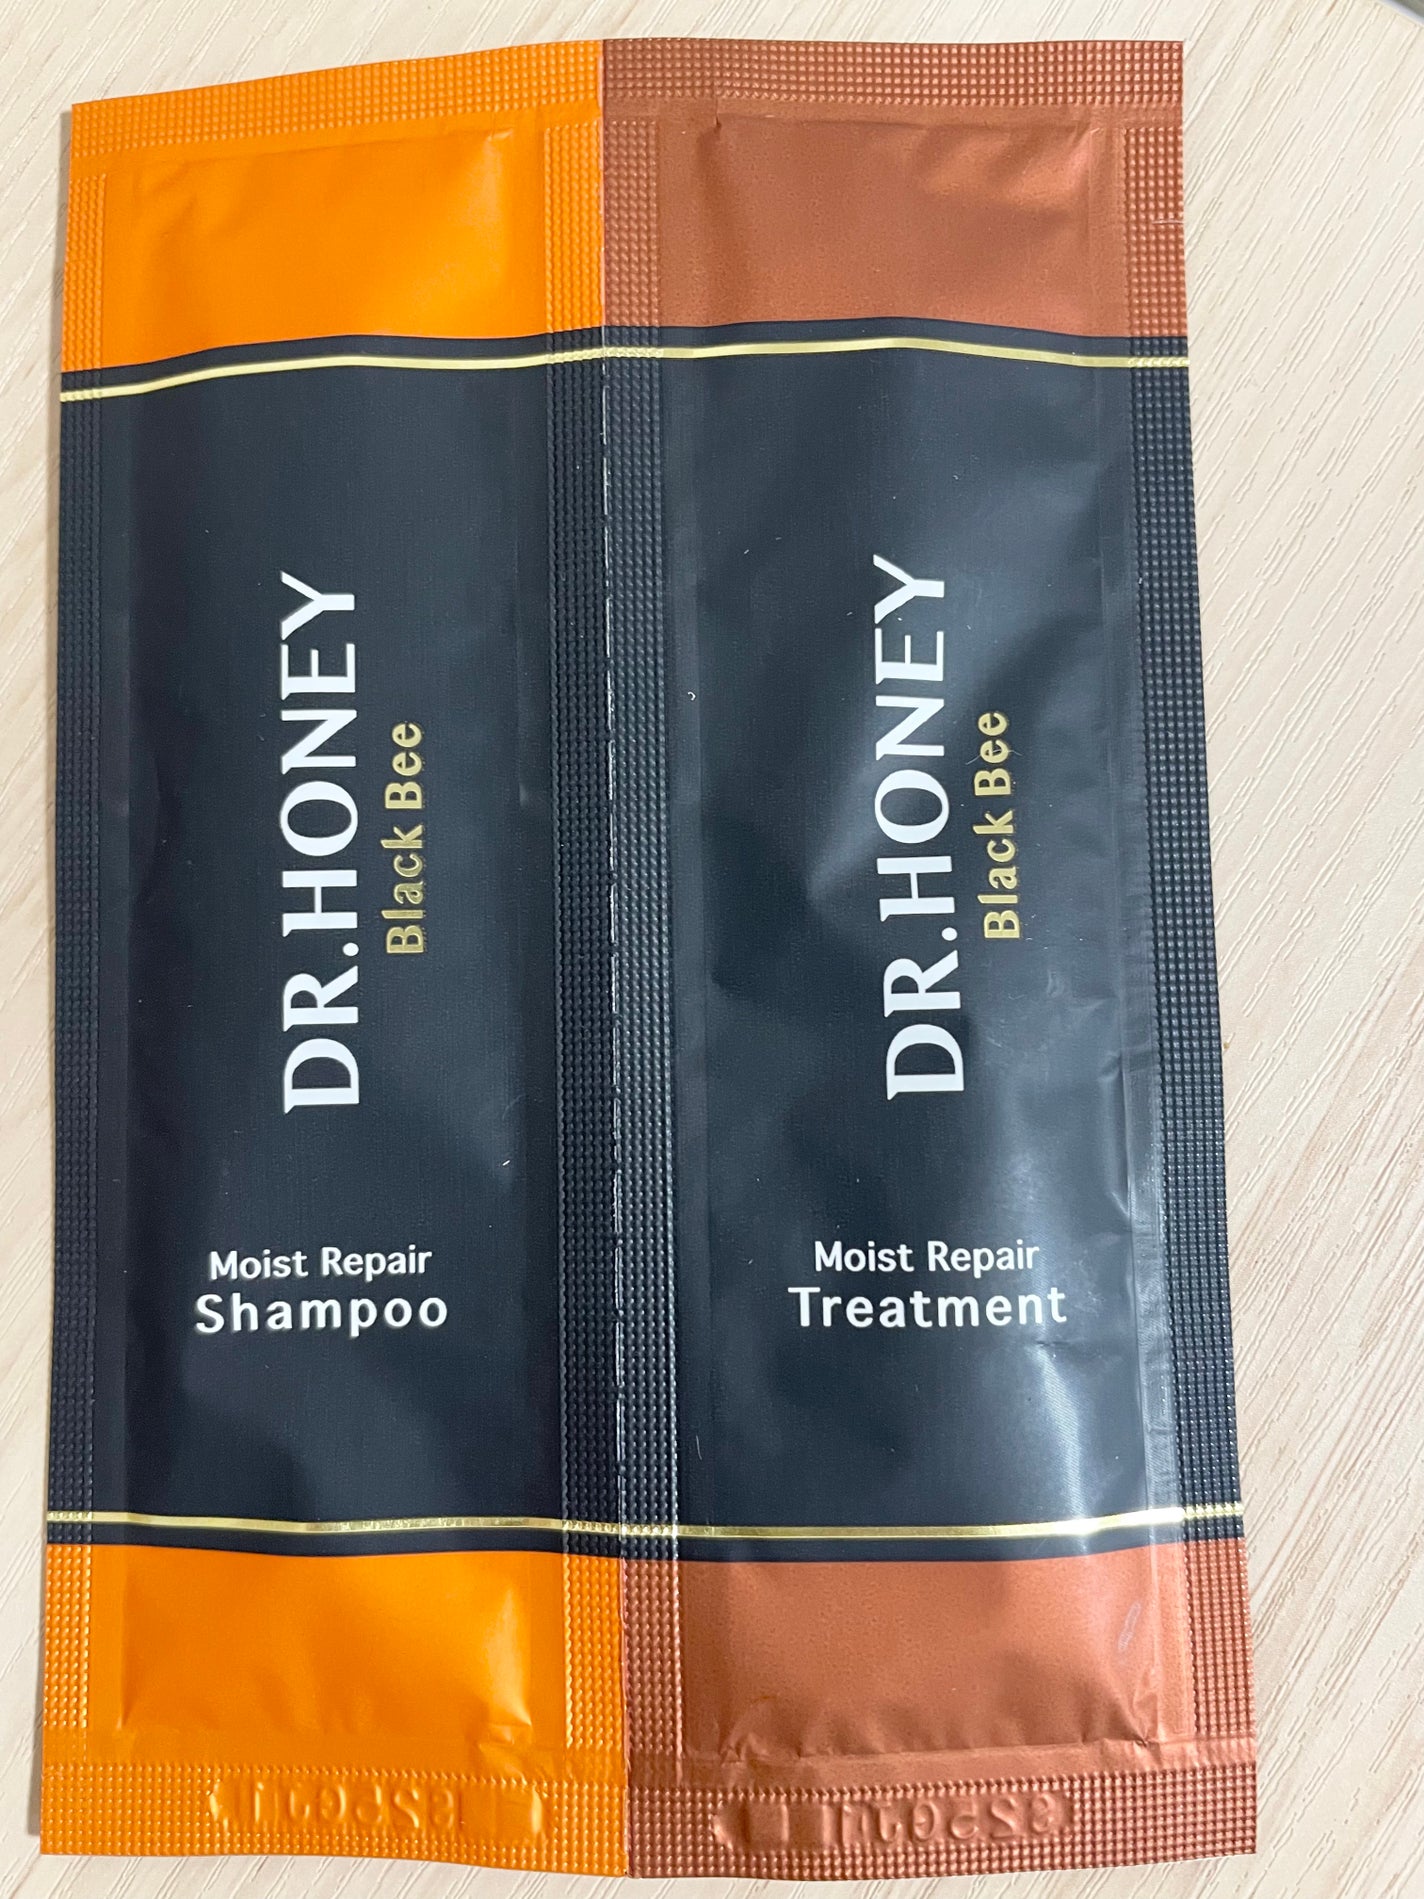 DR.HONEY
Black Bee
Moist Repair
Shampoo
DR.HONEY
Black Bee
Moist Repair
Treatment